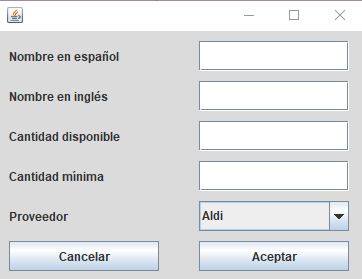 Nombre en español
Nombre en inglés
Cantidad disponible
Cantidad mínima
Proveedor Aldi
Cancelar Aceptar